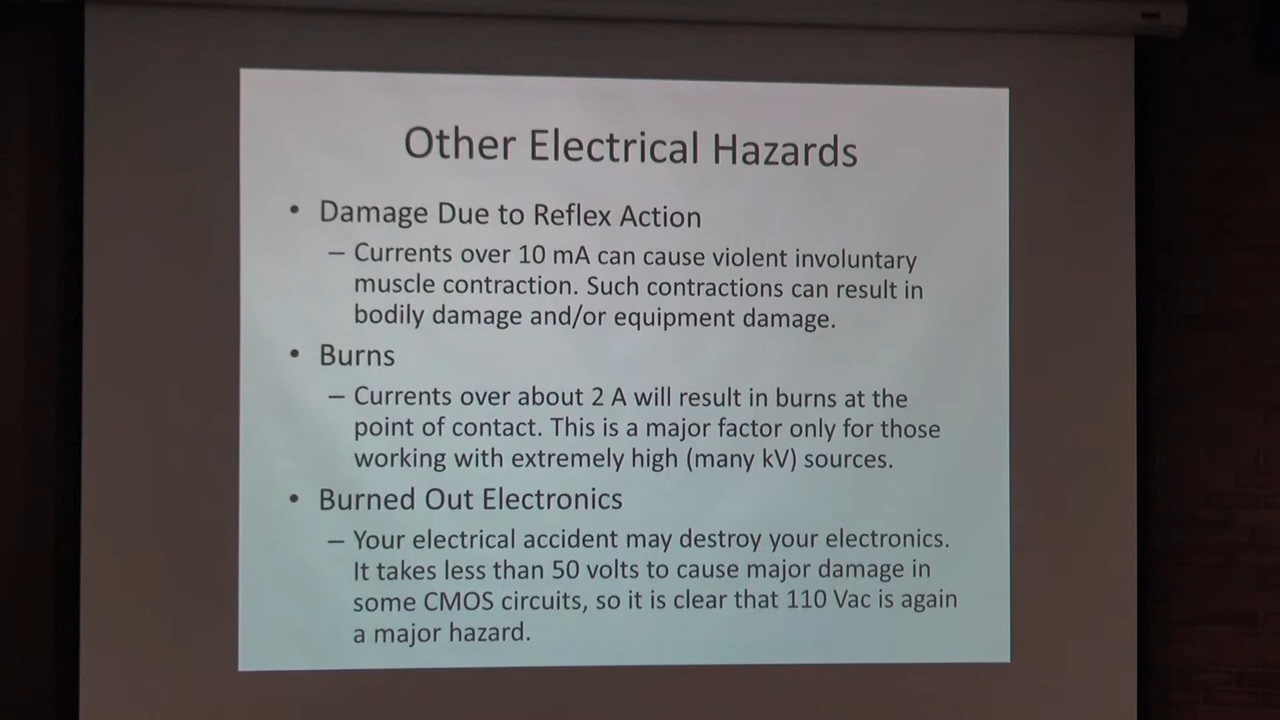 Other Electrical Hazards
• Damage Due to Reflex Action
– Currents over 10 mA can cause violent involuntary
muscle contraction. Such contractions can result in
bodily damage and/or equipment damage.
• Burns
– Currents over about 2 A will result in burns at the
point of contact. This is a major factor only for those
working with extremely high (many kV) sources.
• Burned Out Electronics
– Your electrical accident may destroy your electronics.
It takes less than 50 volts to cause major damage in
some CMOS circuits, so it is clear that 110 Vac is again
a major hazard.